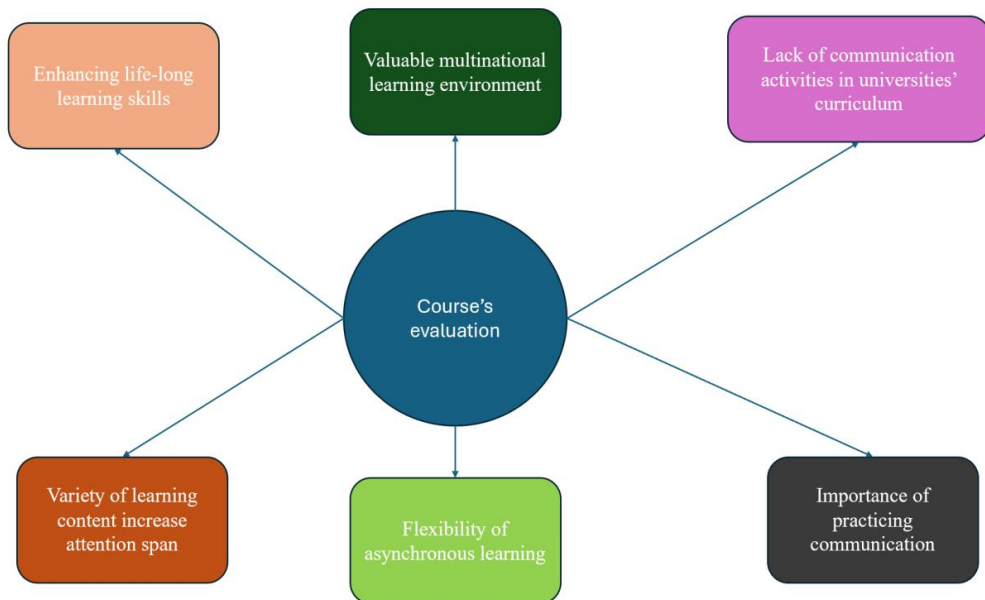 Enhancing life-long
learning skills
Valuable multinational
learning environment
Lack of communication
activities in universities’
curriculum
Course’s
evaluation
Variety of learning
content increase
attention span
Flexibility of
asynchronous learning
Importance of
practicing
communication